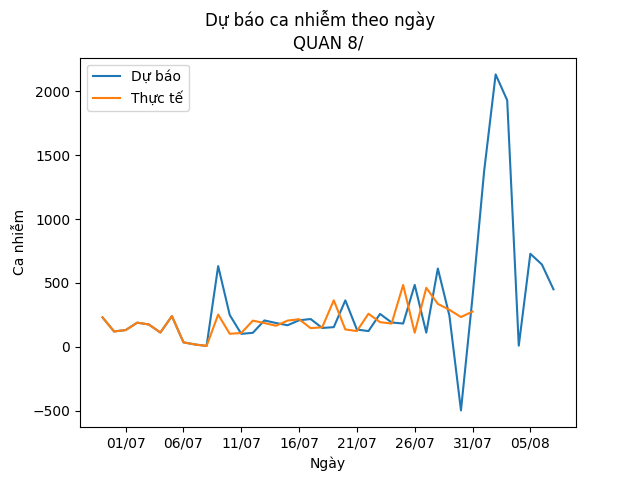 Dự báo ca nhiễm theo ngày
QUAN 8/
Dự báo
Thực tế
Ca nhiễm
2000
1500
1000
500
0
−500
01/07 06/07 11/07 16/07 21/07 26/07 31/07 05/08
Ngày